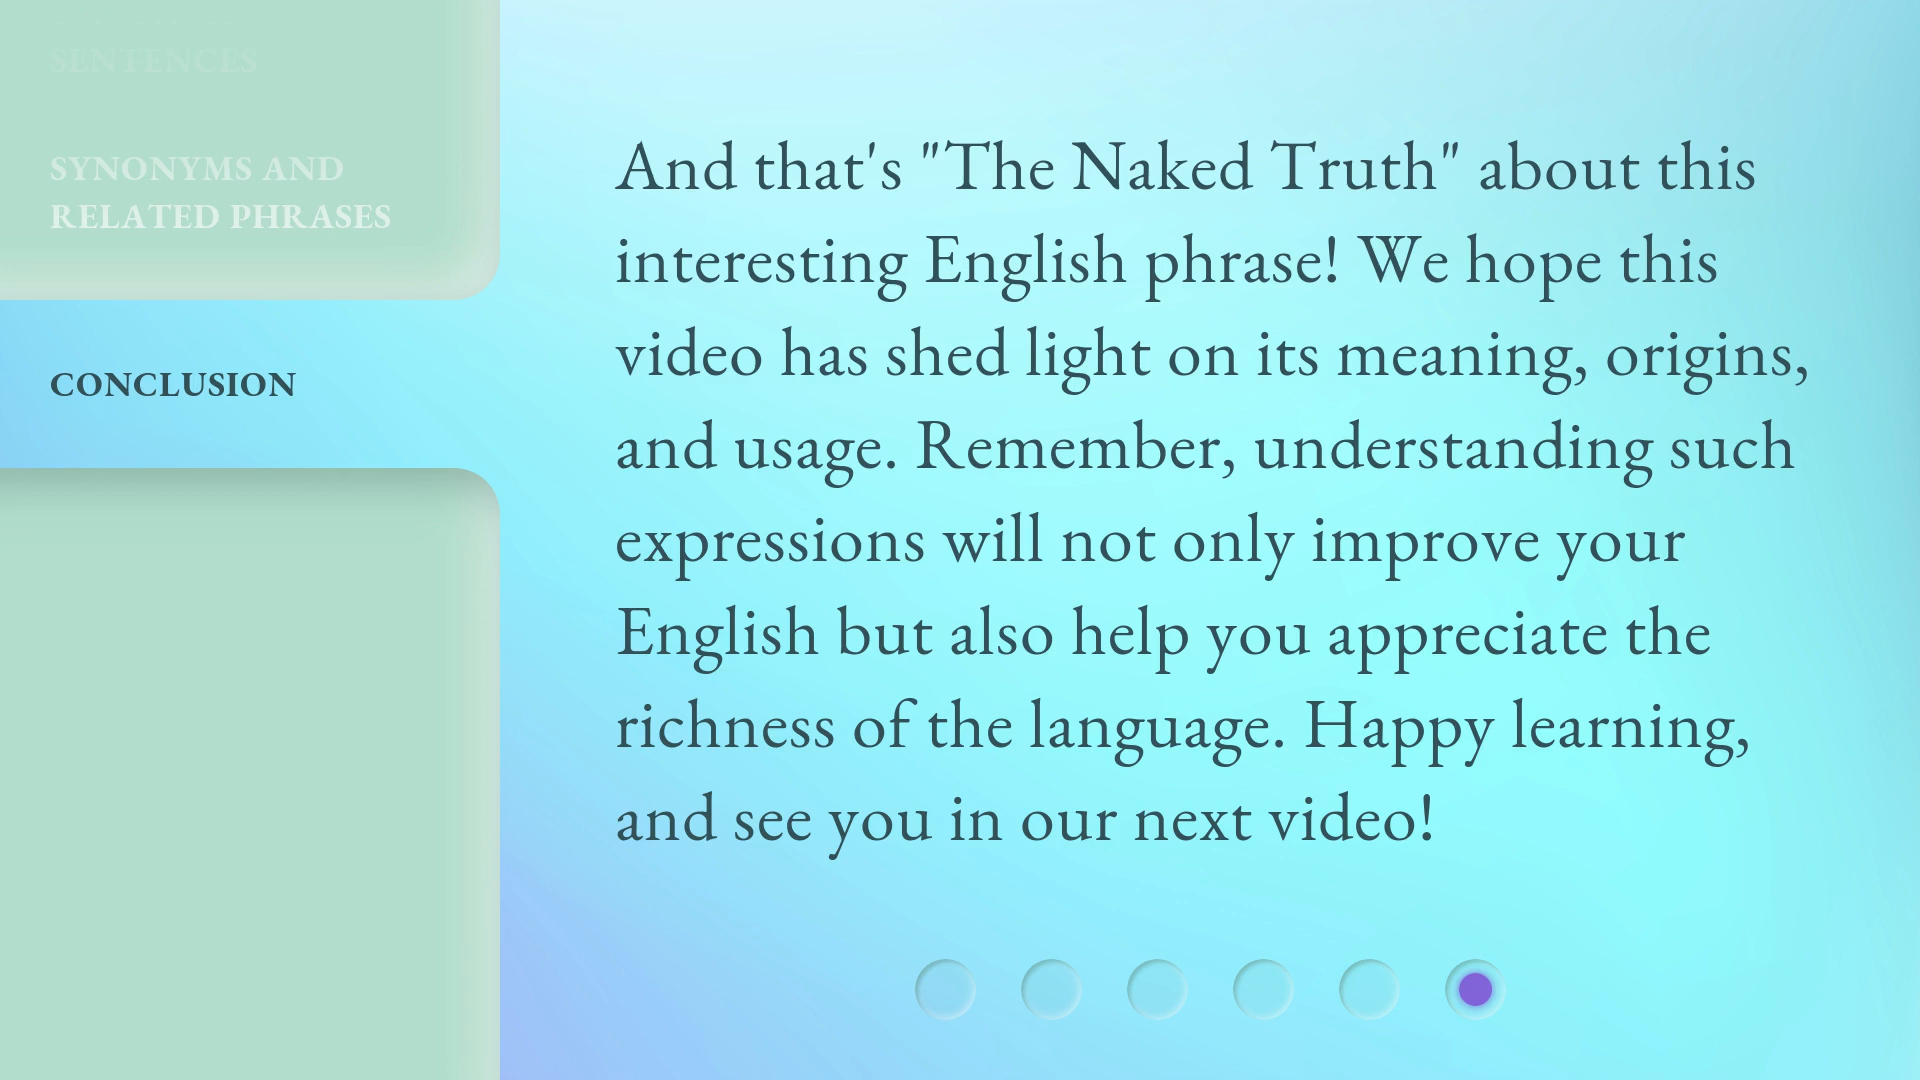 SENTENCES
SYNONYMS AND
RELATED PHRASES
CONCLUSION
And that's "The Naked Truth" about this
interesting English phrase! We hope this
video has shed light on its meaning, origins,
and usage. Remember, understanding such
expressions will not only improve your
English but also help you appreciate the
richness of the language. Happy learning,
and see you in our next video!